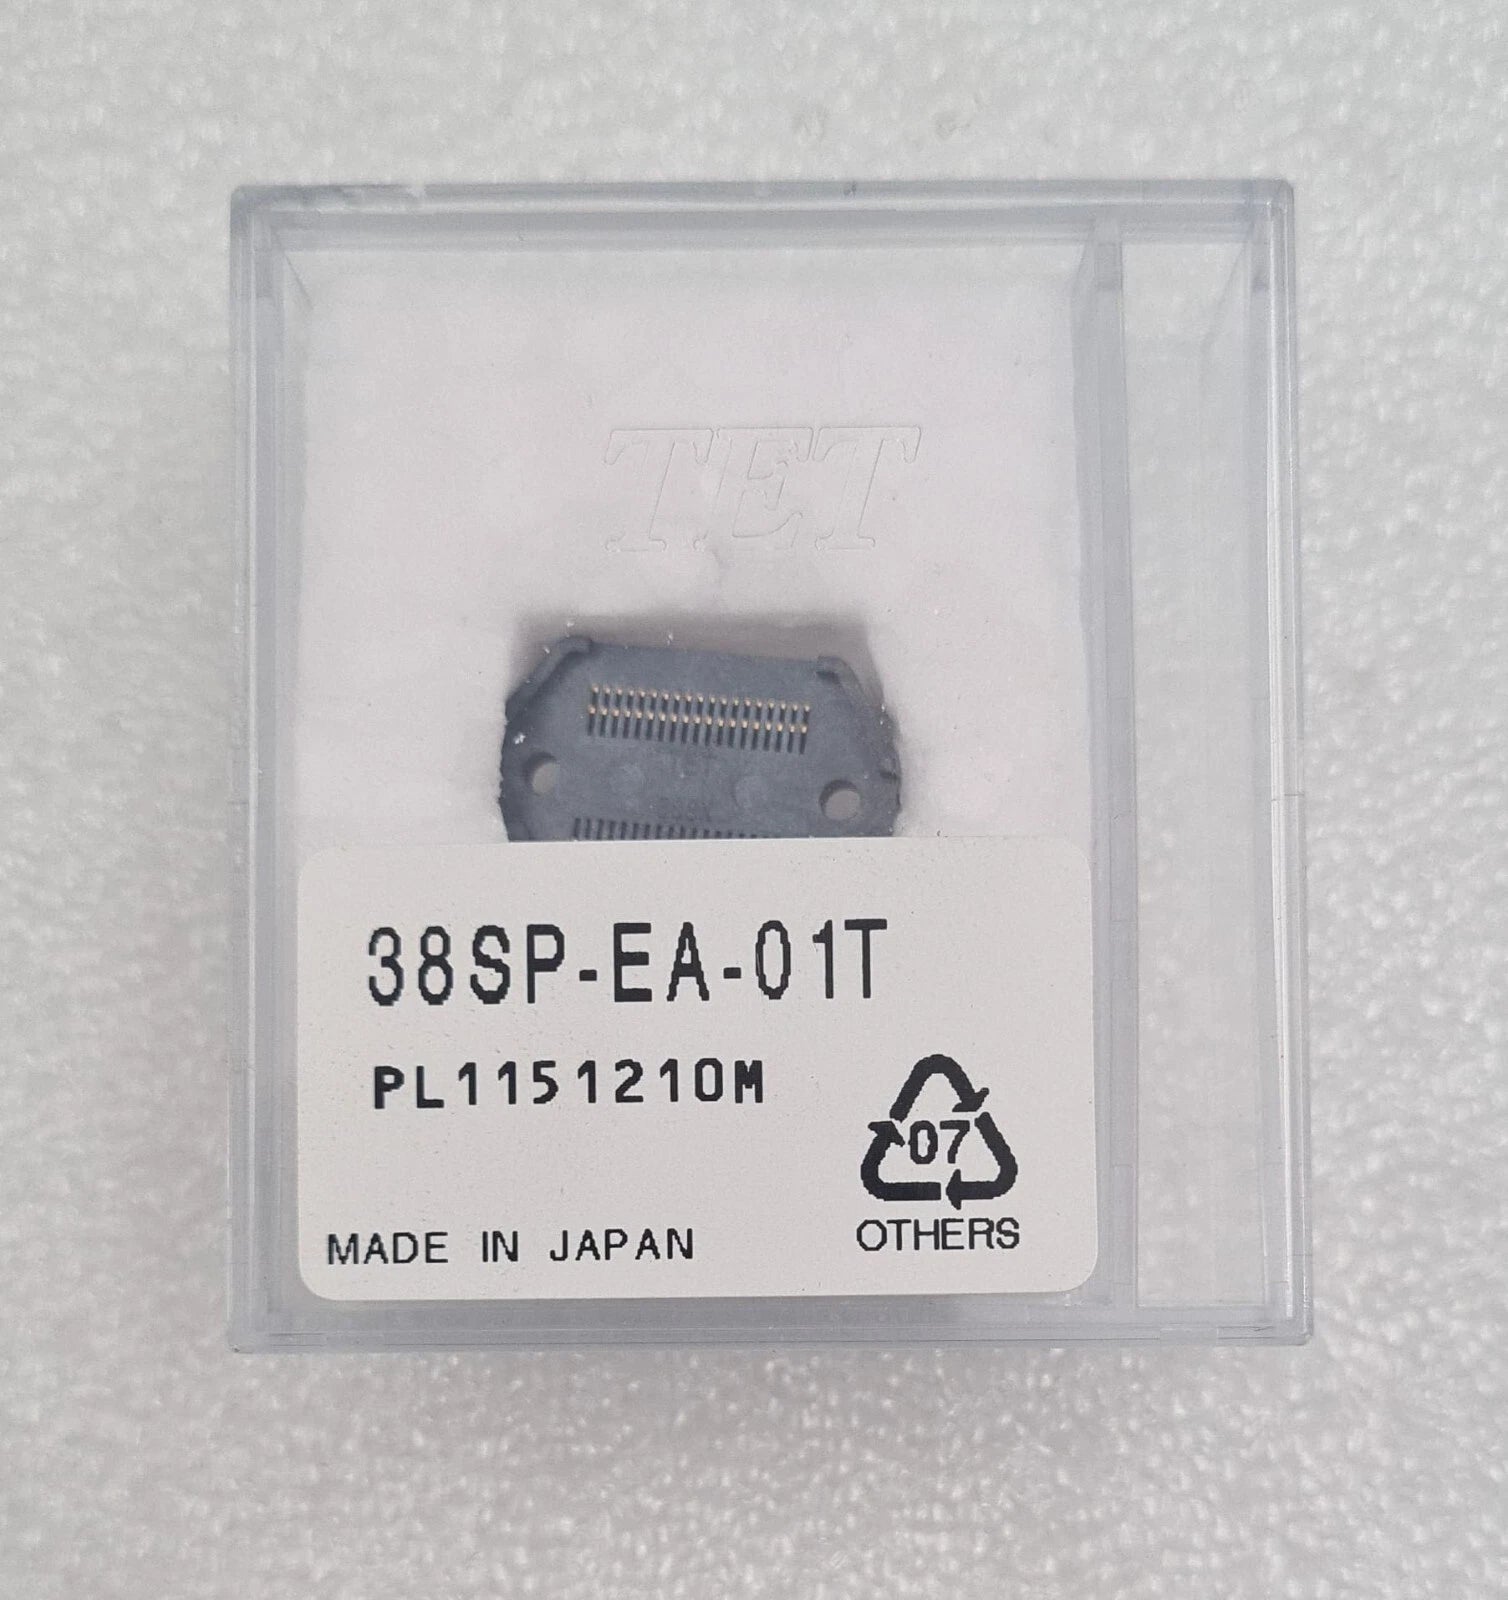 TET
38SP-EA-01T
PL1151210M
07
MADE IN JAPAN
OTHERS